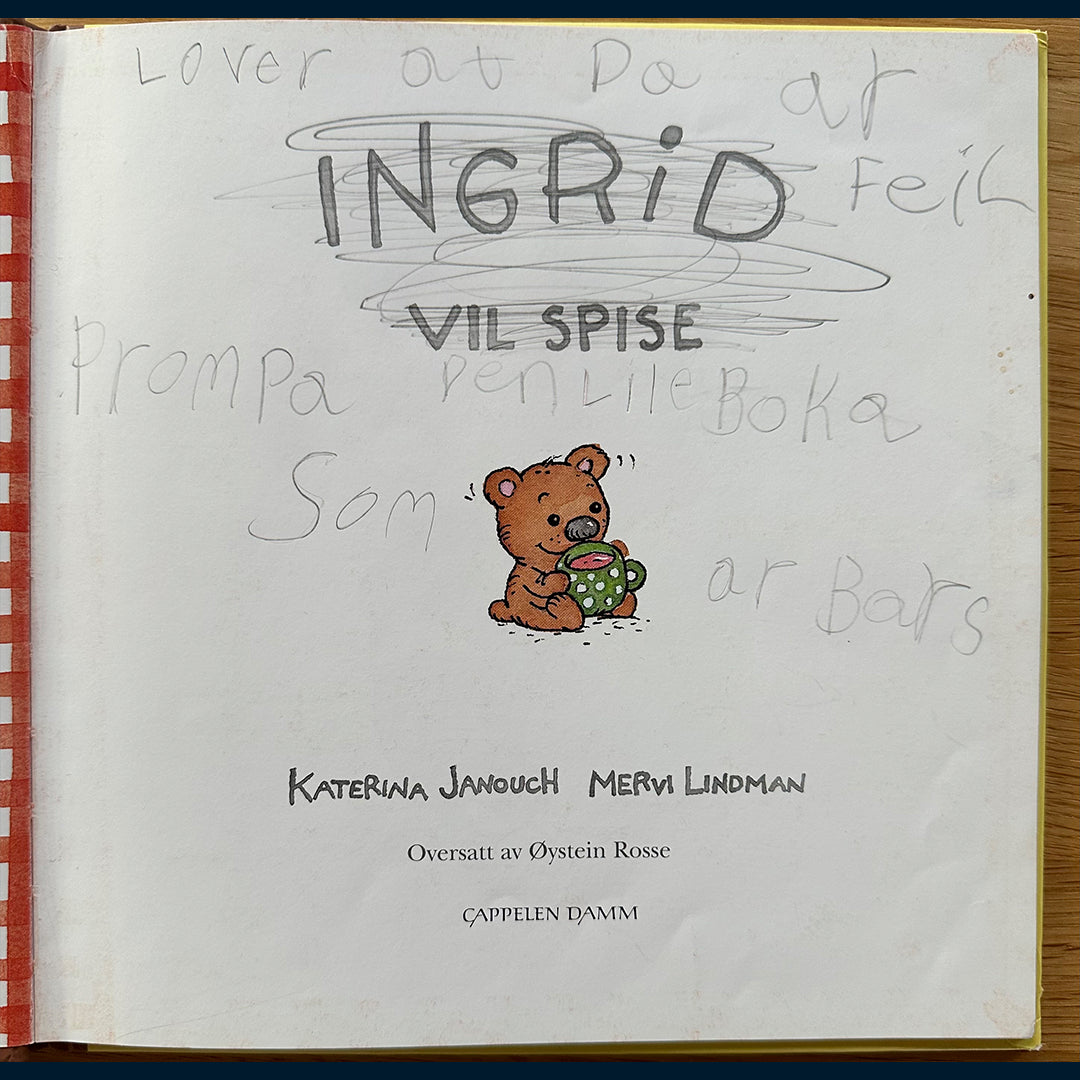 Lover at Da ar
Feil
INGRID
VIL SPISE
Prompa Den Lille Boka
Som
ar Bars
KATERINA JANOUCH MERVI LINDMAN
Oversatt av Øystein Rosse
CAPPELEN DAMM